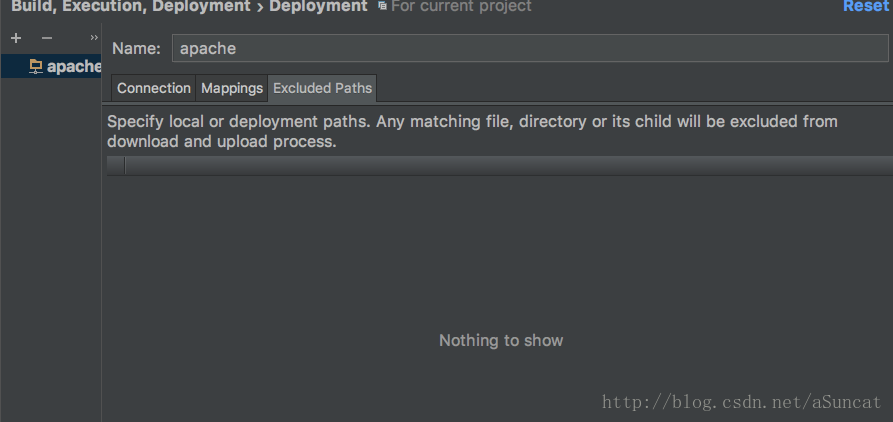 Build, Execution, Deployment › Deployment For current project Reset
+ − »
apache
Name: apache
Connection Mappings Excluded Paths
Specify local or deployment paths. Any matching file, directory or its child will be excluded from
download and upload process.
Nothing to show
http://blog.csdn.net/aSuncat